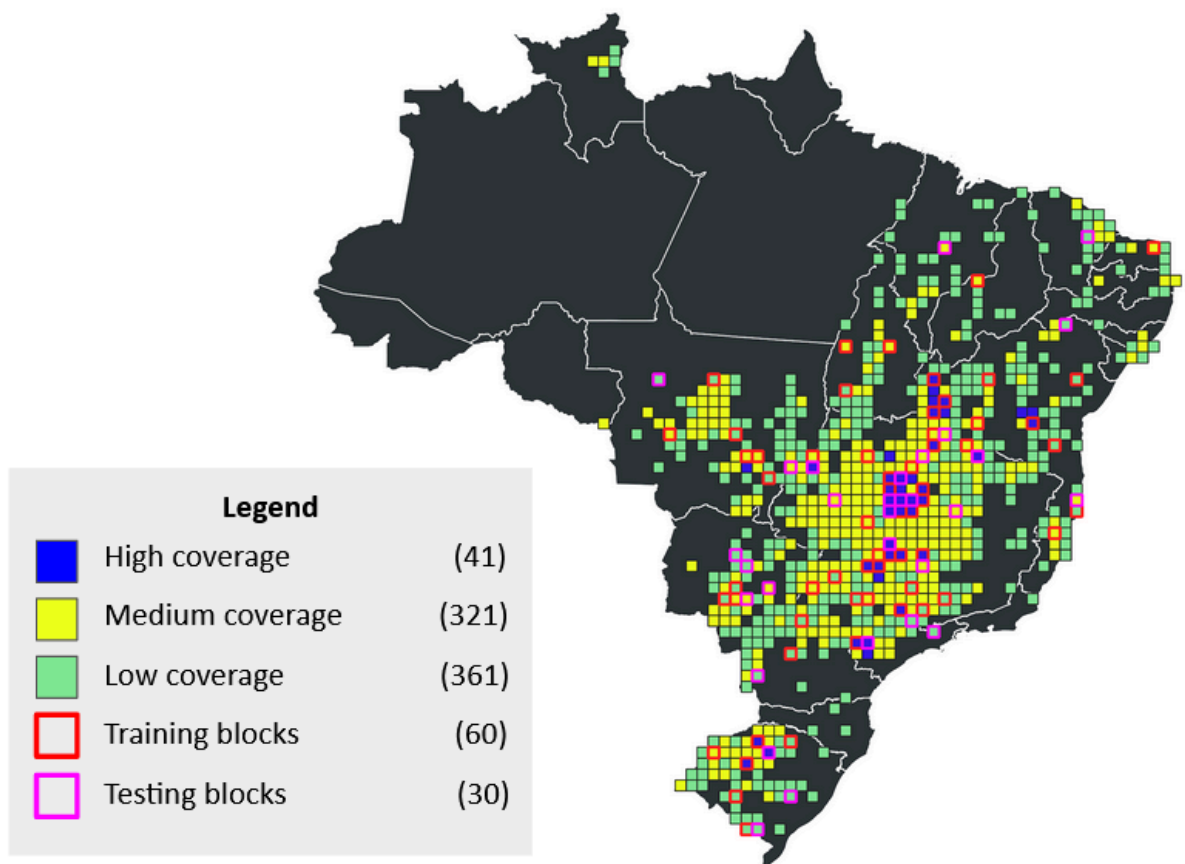 Legend
High coverage (41)
Medium coverage (321)
Low coverage (361)
Training blocks (60)
Testing blocks (30)